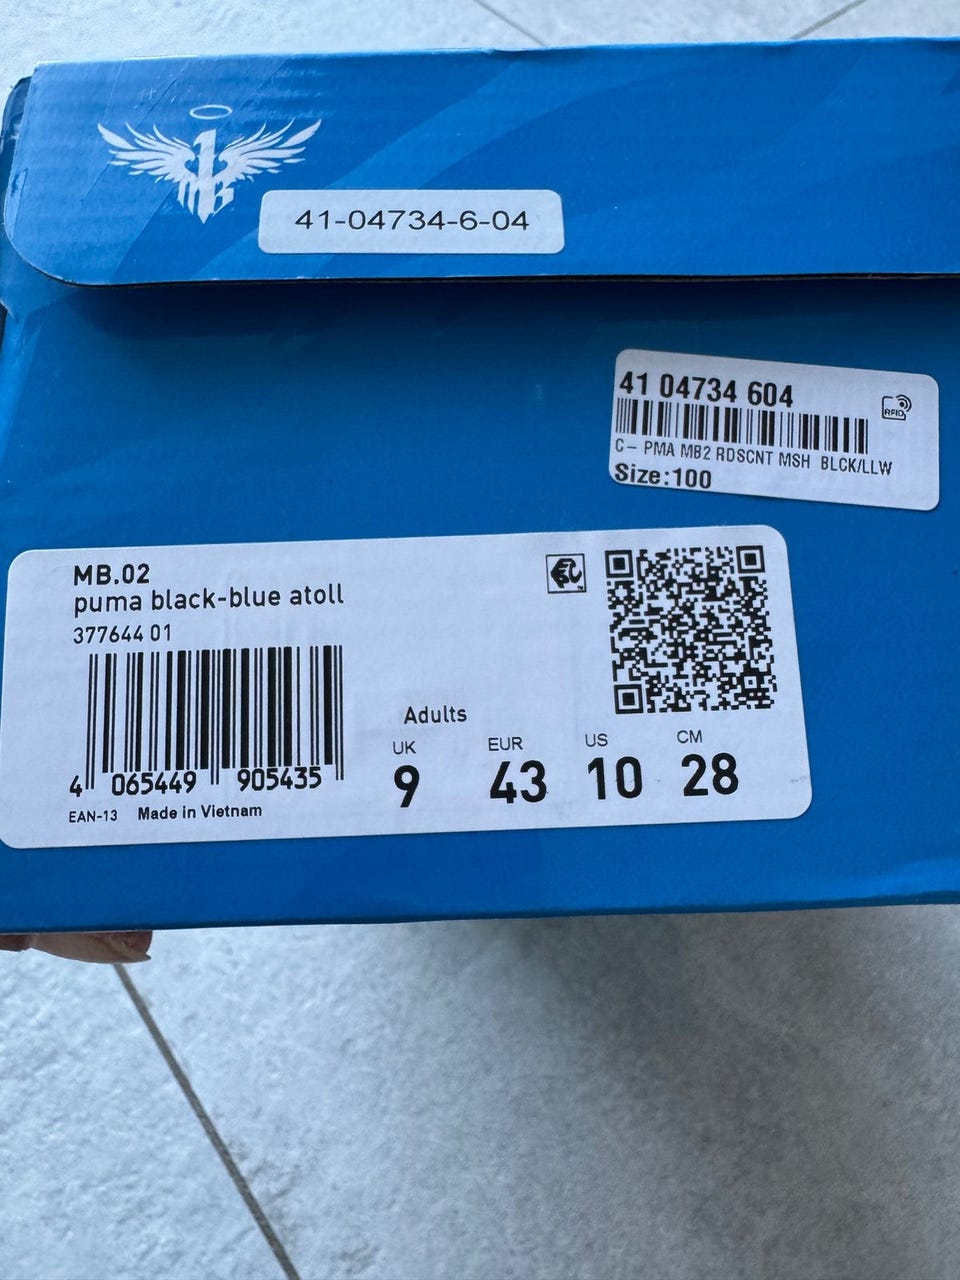 1
MB
41-04734-6-04
41 04734 604
RFID
C- PMA MB2 RDSCNT MSH BLCK/LLW
Size:100
MB.02
puma black-blue atoll
377644 01
4 065449 905435
EAN-13 Made in Vietnam
Adults
UK EUR US CM
9 43 10 28